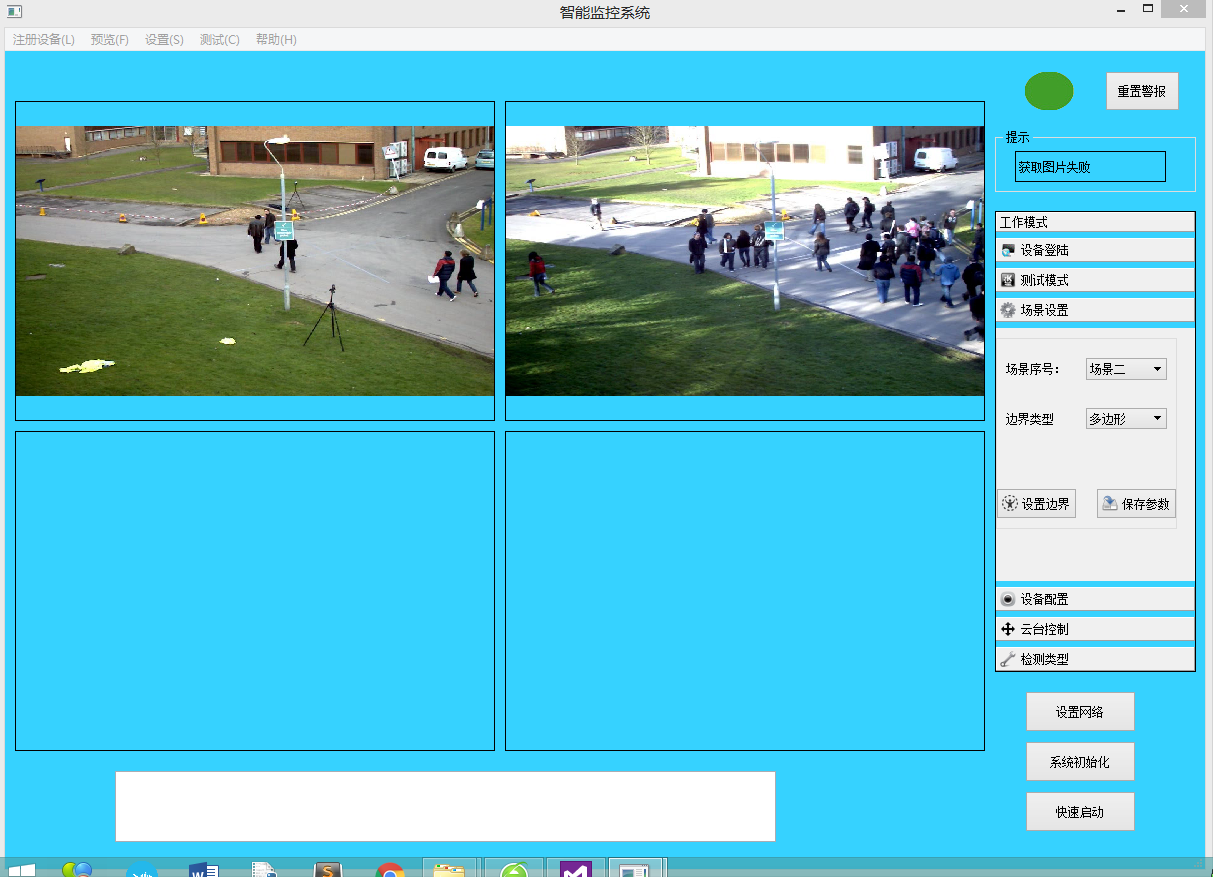 智能监控系统
注册设备(L) 预览(F) 设置(S) 测试(C) 帮助(H)
重置警报
提示
获取图片失败
工作模式
设备登陆
测试模式
场景设置
场景序号： 场景二
边界类型 多边形
设置边界 保存参数
设备配置
云台控制
检测类型
设置网络
系统初始化
快速启动